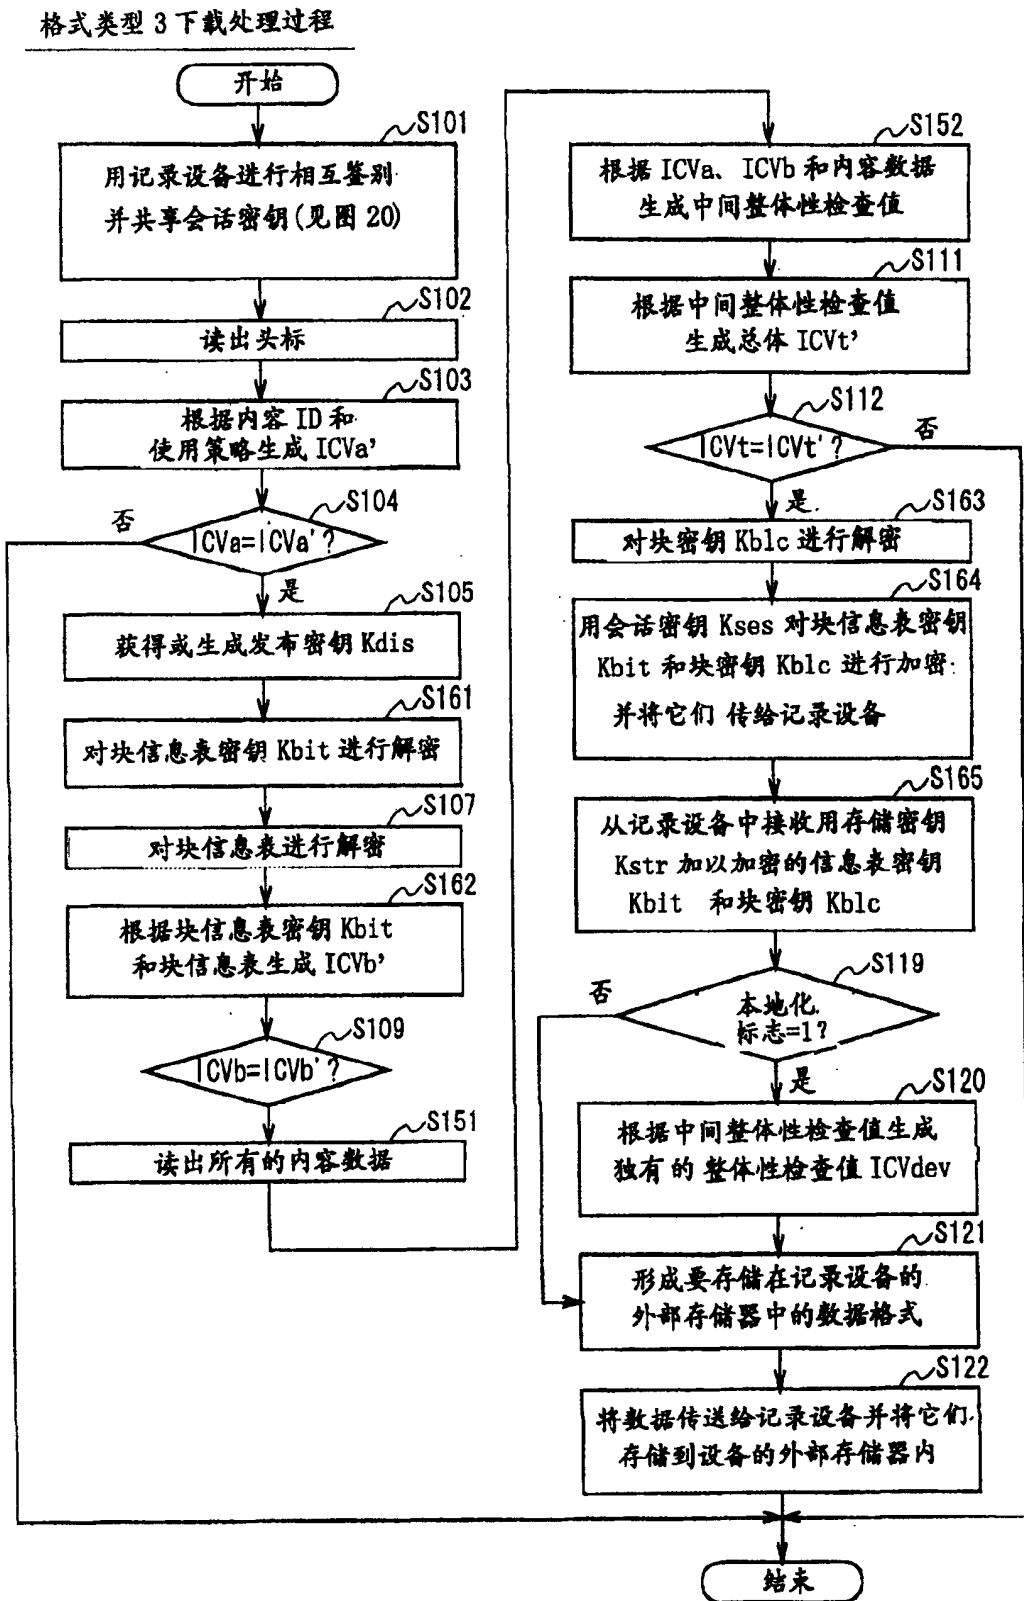 格式类型 3 下载处理过程
开始
S101
用记录设备进行相互鉴别
并共享会话密钥(见图 20)
S102
读出头标
S103
根据内容 ID 和
使用策略生成 ICVa'
S104
否
ICVa=ICVa'?
是
S105
获得或生成发布密钥 Kdis
S161
对块信息表密钥 Kbit 进行解密
S107
对块信息表进行解密
S162
根据块信息表密钥 Kbit
和块信息表生成 ICVb'
S109
ICVb=ICVb'?
S151
读出所有的内容数据
S152
根据 ICVa、ICVb 和内容数据
生成中间整体性检查值
S111
根据中间整体性检查值
生成总体 ICVt'
S112
否
ICVt=ICVt'?
是
S163
对块密钥 Kblc 进行解密
S164
用会话密钥 Kses 对块信息表密钥
Kbit 和块密钥 Kblc 进行加密
并将它们 传给记录设备
S165
从记录设备中接收用存储密钥
Kstr 加以加密的信息表密钥
Kbit 和块密钥 Kblc
S119
否
本地化
标志=1?
是
S120
根据中间整体性检查值生成
独有的 整体性检查值 ICVdev
S121
形成要存储在记录设备的
外部存储器中的数据格式
S122
将数据传送给记录设备并将它们
存储到设备的外部存储器内
结束